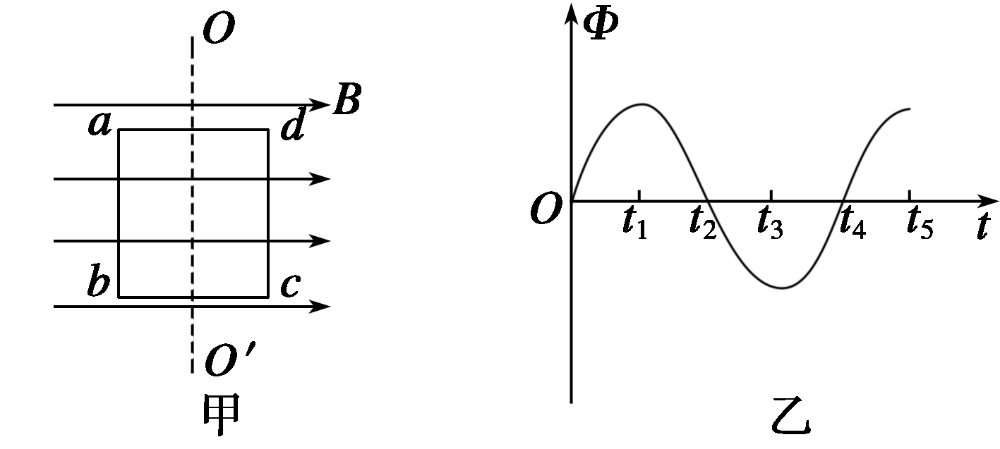 O
B
a
d
b
c
O′
甲
Φ
O
t₁ t₂ t₃ t₄ t₅ t
乙